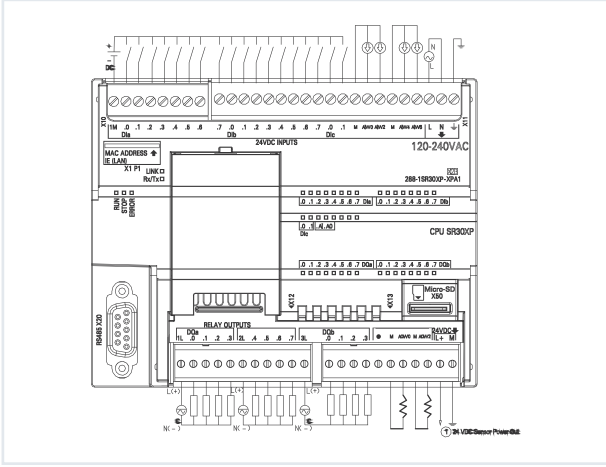 +
N
L
X10
X11
1M .0 .1 .2 .3 .4 .5 .6 .7 .0 .1 .2 .3 .4 .5 .6 .7 .0 .1 M AIW0 AIW2 M AIW4 AIW6 L N
DIa DIb DIc
24VDC INPUTS
120-240VAC
MAC ADDRESS
IE (LAN)
X1 P1
LINK
Rx/Tx
288-1SR30XP-XPA1
RUN
STOP
ERROR
.0 .1 .2 .3 .4 .5 .6 .7 DIa .0 .1 .2 .3 .4 .5 .6 .7 DIb
.0 .1 AI AO
DIc
CPU SR30XP
.0 .1 .2 .3 .4 .5 .6 .7 DQa .0 .1 .2 .3 .4 .5 .6 .7 DQb
Micro-SD
X50
X12
X13
RS485 X20
RELAY OUTPUTS
24VDC
DQa DQb
1L .0 .1 .2 .3 2L .4 .5 .6 .7 3L .0 .1 .2 .3 M AQW0 M AQW2 L+ M
L(+) L(+) L(+)
N(-) N(-) N(-)
1 24 VDC Sensor Power Out